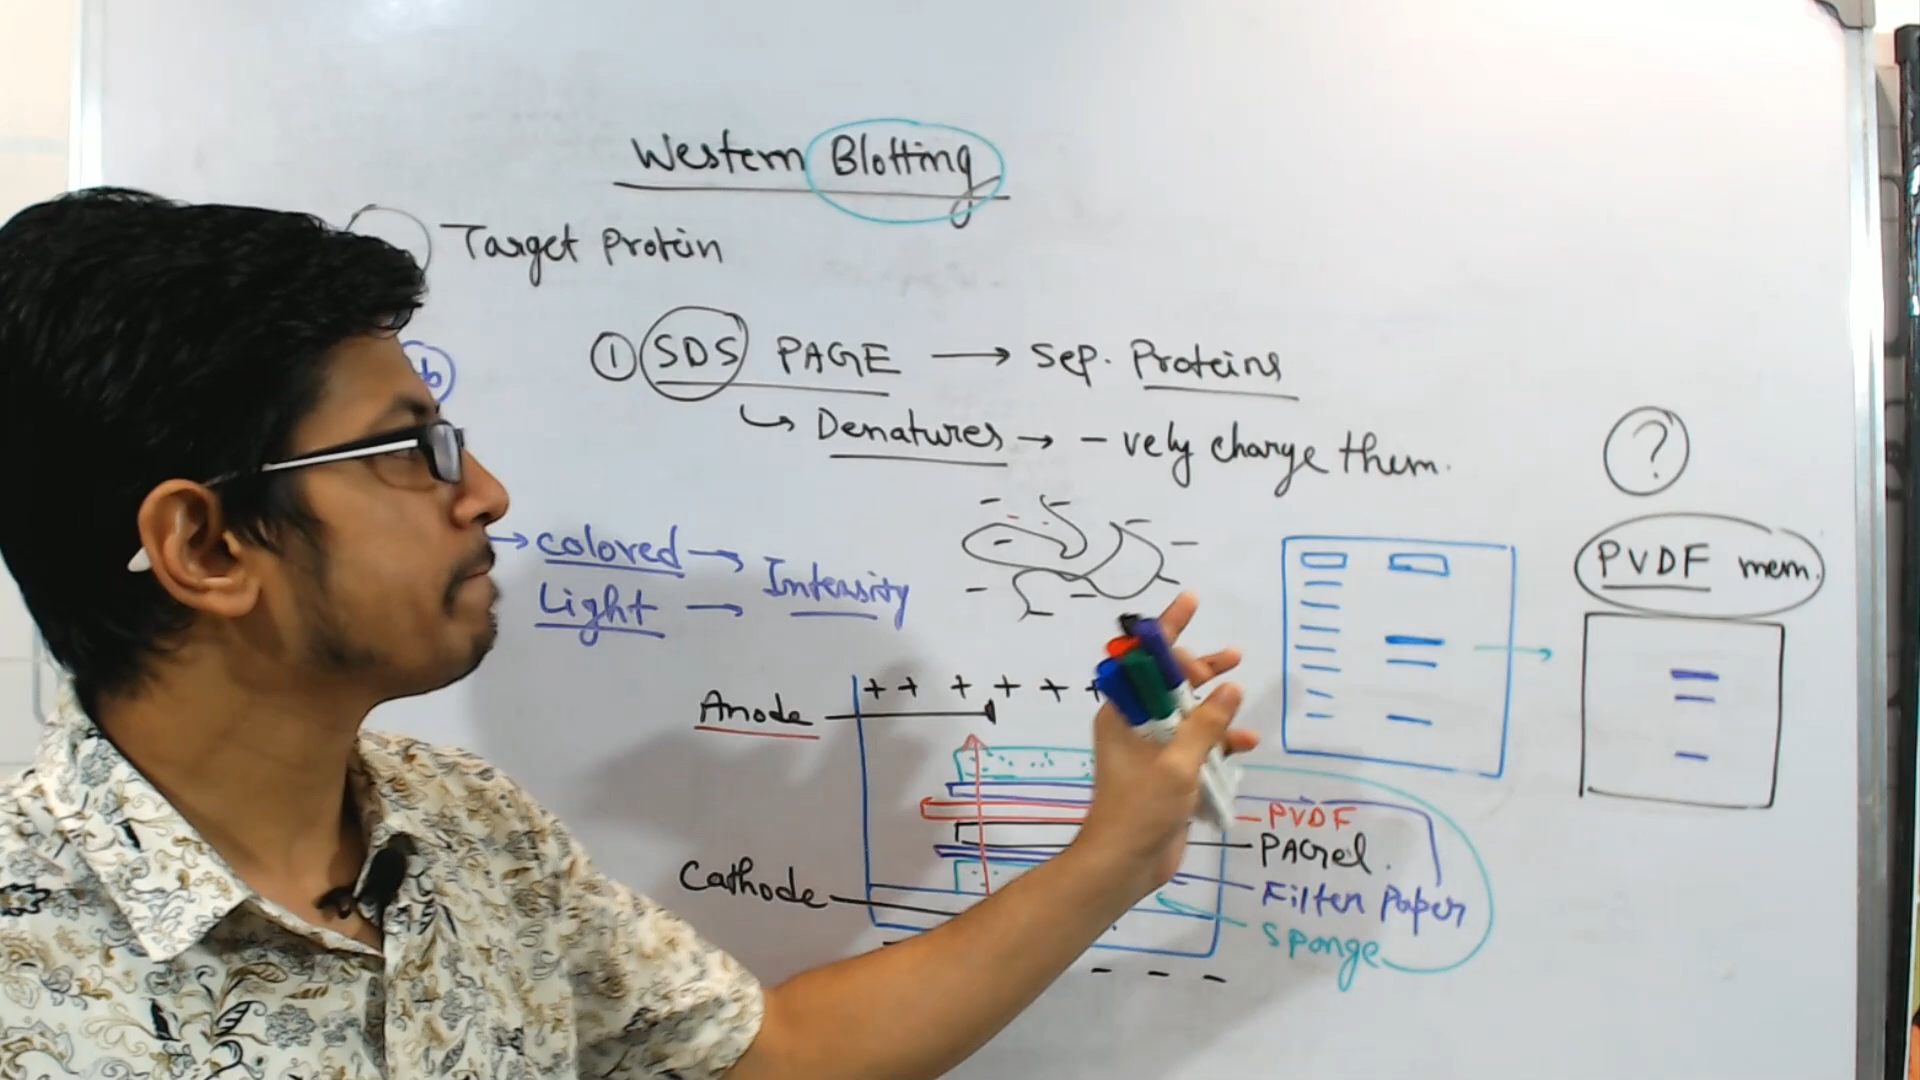 Western Blotting
Target Protein
b
① SDS PAGE → Sep. Proteins
↳ Denatures → - vely charge them.
?
→ colored → Intensity
Light →
PVDF mem.
+ + + + + +
Anode
PVDF
PAGel.
Cathode
Filter Paper
Sponge
- - - -